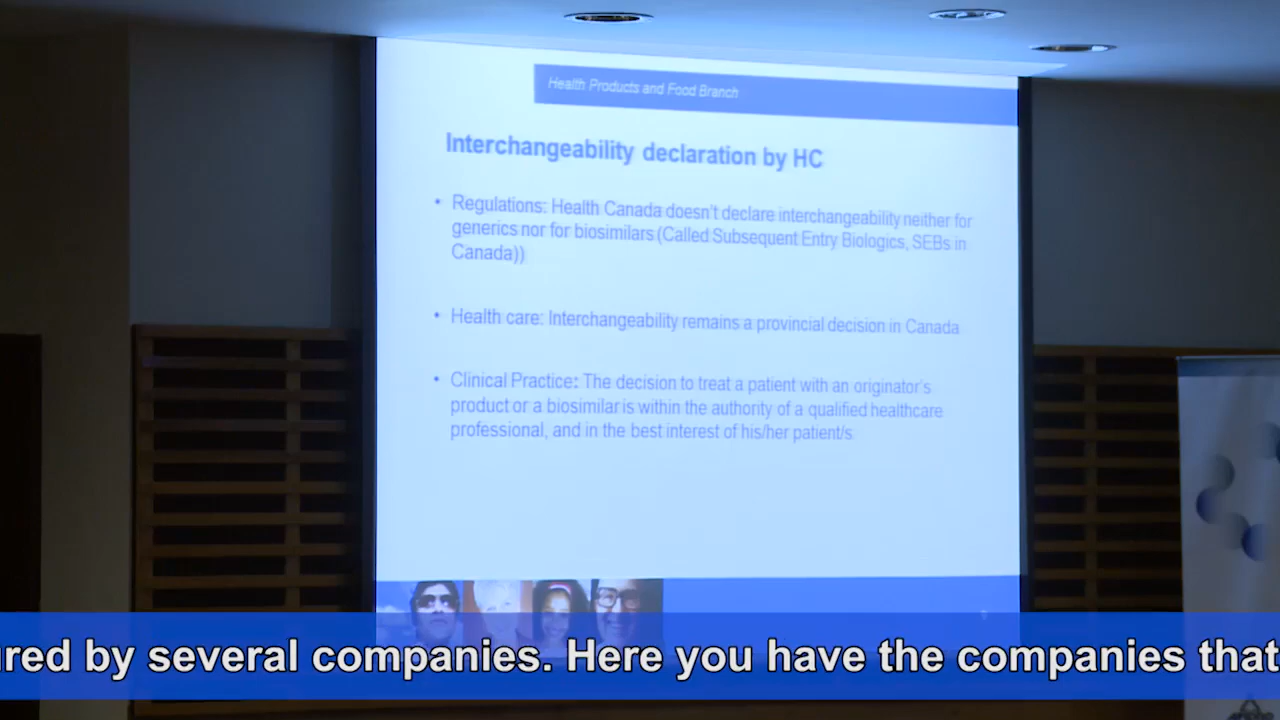 Health Products and Food Branch
Interchangeability declaration by HC
• Regulations: Health Canada doesn't declare interchangeability neither for
generics nor for biosimilars (Called Subsequent Entry Biologics, SEBs in
Canada))
• Health care: Interchangeability remains a provincial decision in Canada
• Clinical Practice: The decision to treat a patient with an originator's
product or a biosimilar is within the authority of a qualified healthcare
professional, and in the best interest of his/her patient/s
ured by several companies. Here you have the companies that